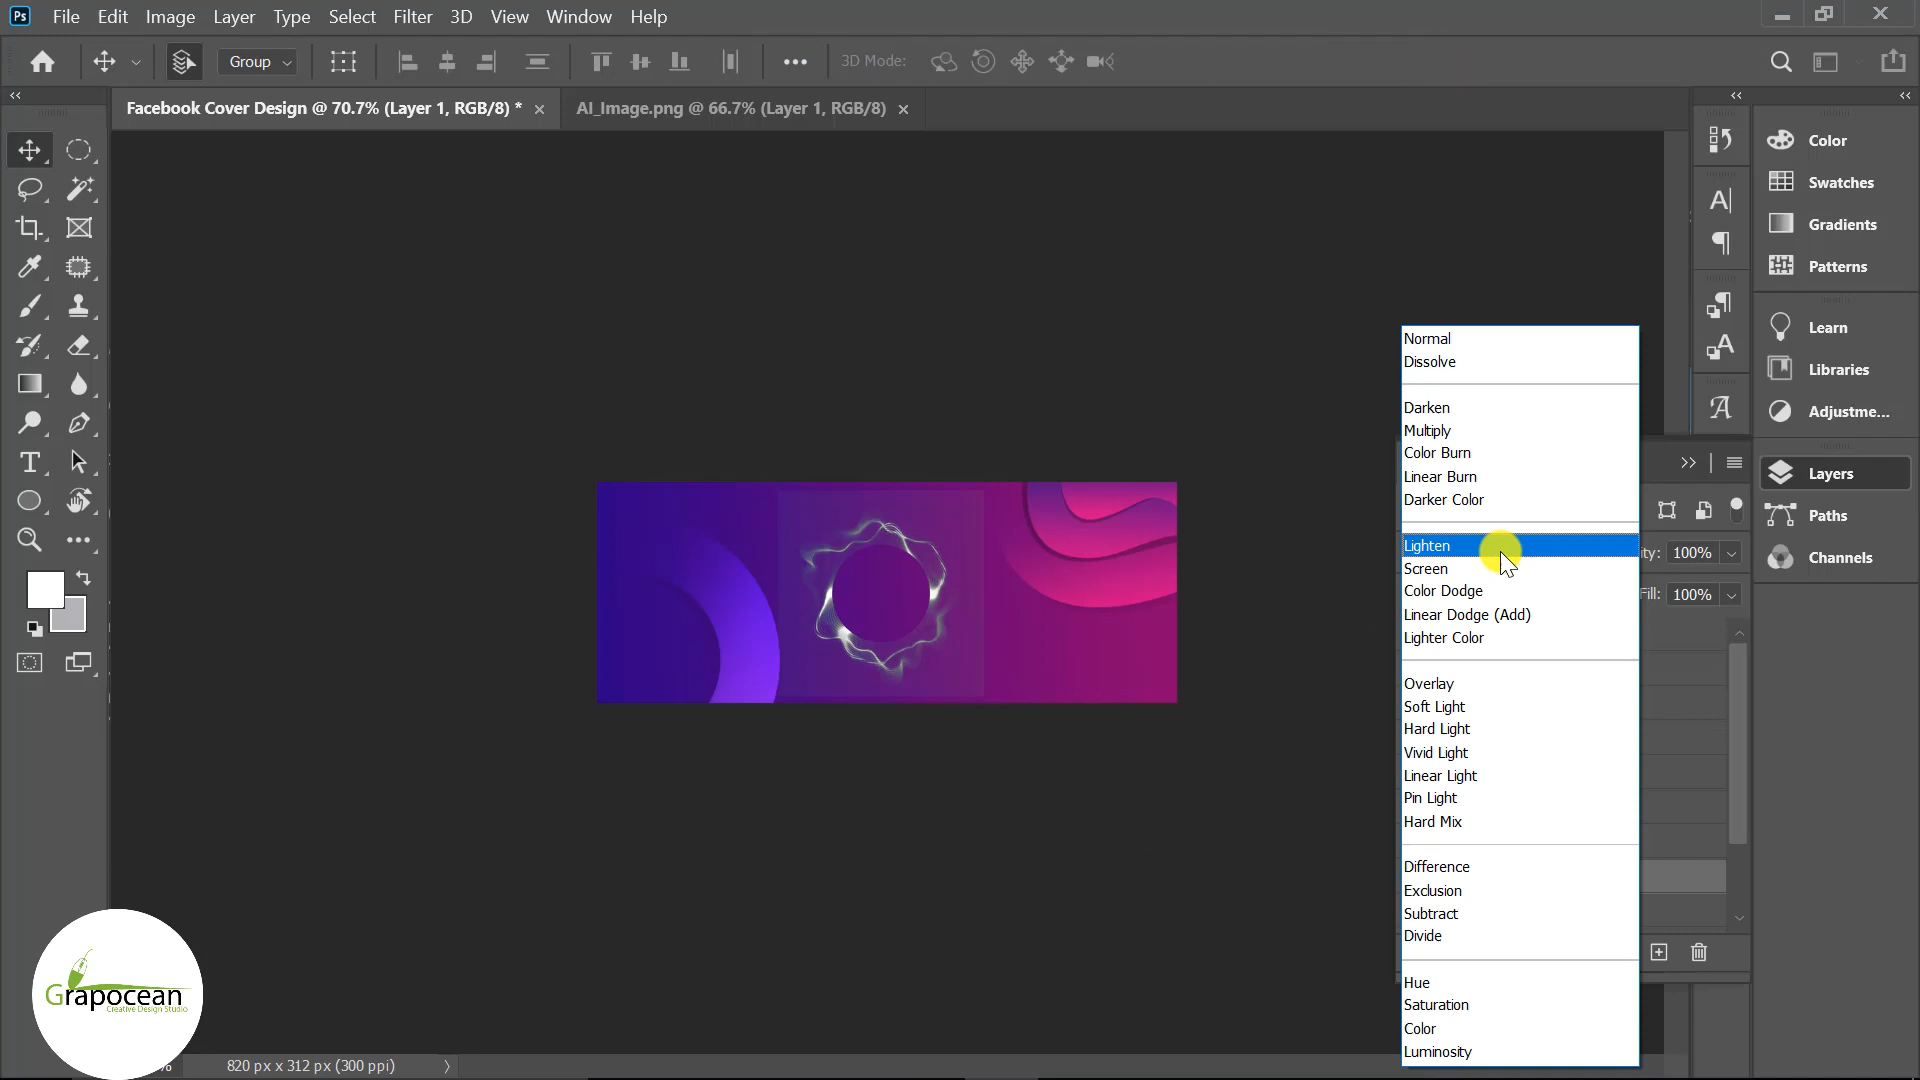 Ps File Edit Image Layer Type Select Filter 3D View Window Help
Group 3D Mode:
Facebook Cover Design @ 70.7% (Layer 1, RGB/8) * × AI_Image.png @ 66.7% (Layer 1, RGB/8) ×
Color
Swatches
Gradients
Patterns
Learn
Libraries
Adjustme...
Layers
Paths
Channels
Normal
Dissolve
Darken
Multiply
Color Burn
Linear Burn
Darker Color
Lighten
Screen
Color Dodge
Linear Dodge (Add)
Lighter Color
Overlay
Soft Light
Hard Light
Vivid Light
Linear Light
Pin Light
Hard Mix
Difference
Exclusion
Subtract
Divide
Hue
Saturation
Color
Luminosity
ity: 100%
Fill: 100%
Grapocean
Creative Design Studio
% 820 px x 312 px (300 ppi)